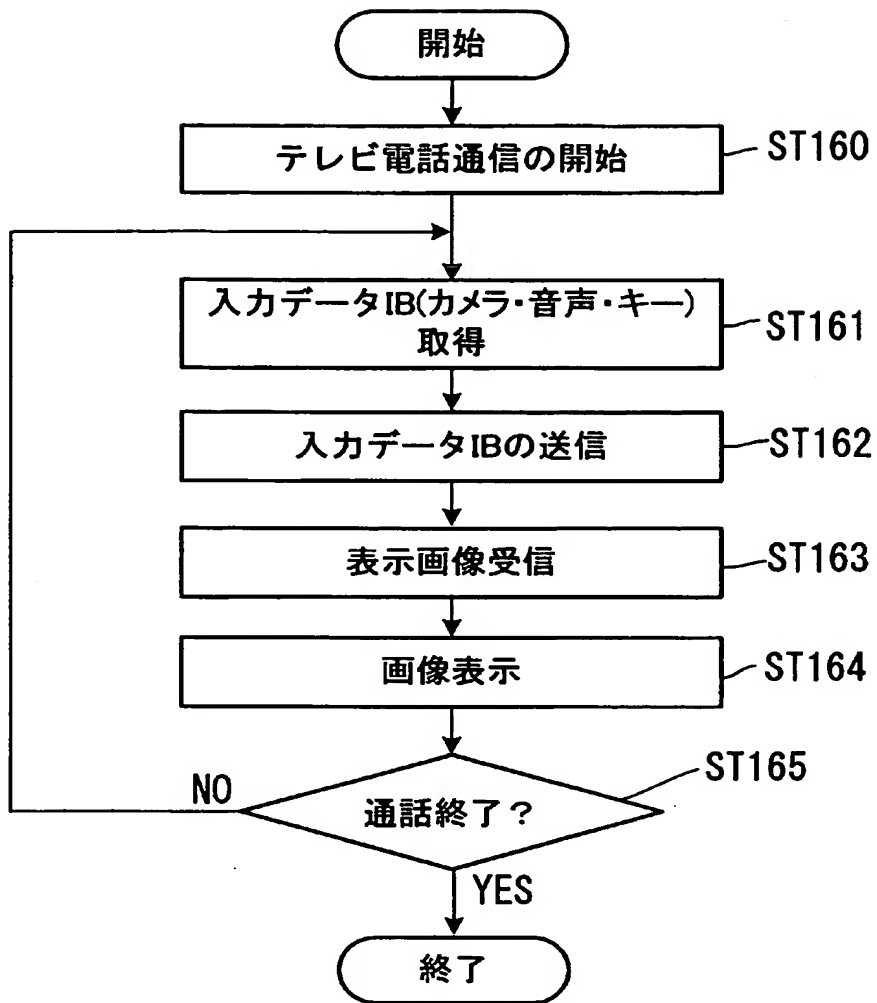 開始
テレビ電話通信の開始
ST160
入力データIB(カメラ・音声・キー)
取得
ST161
入力データIBの送信
ST162
表示画像受信
ST163
画像表示
ST164
通話終了?
ST165
NO
YES
終了